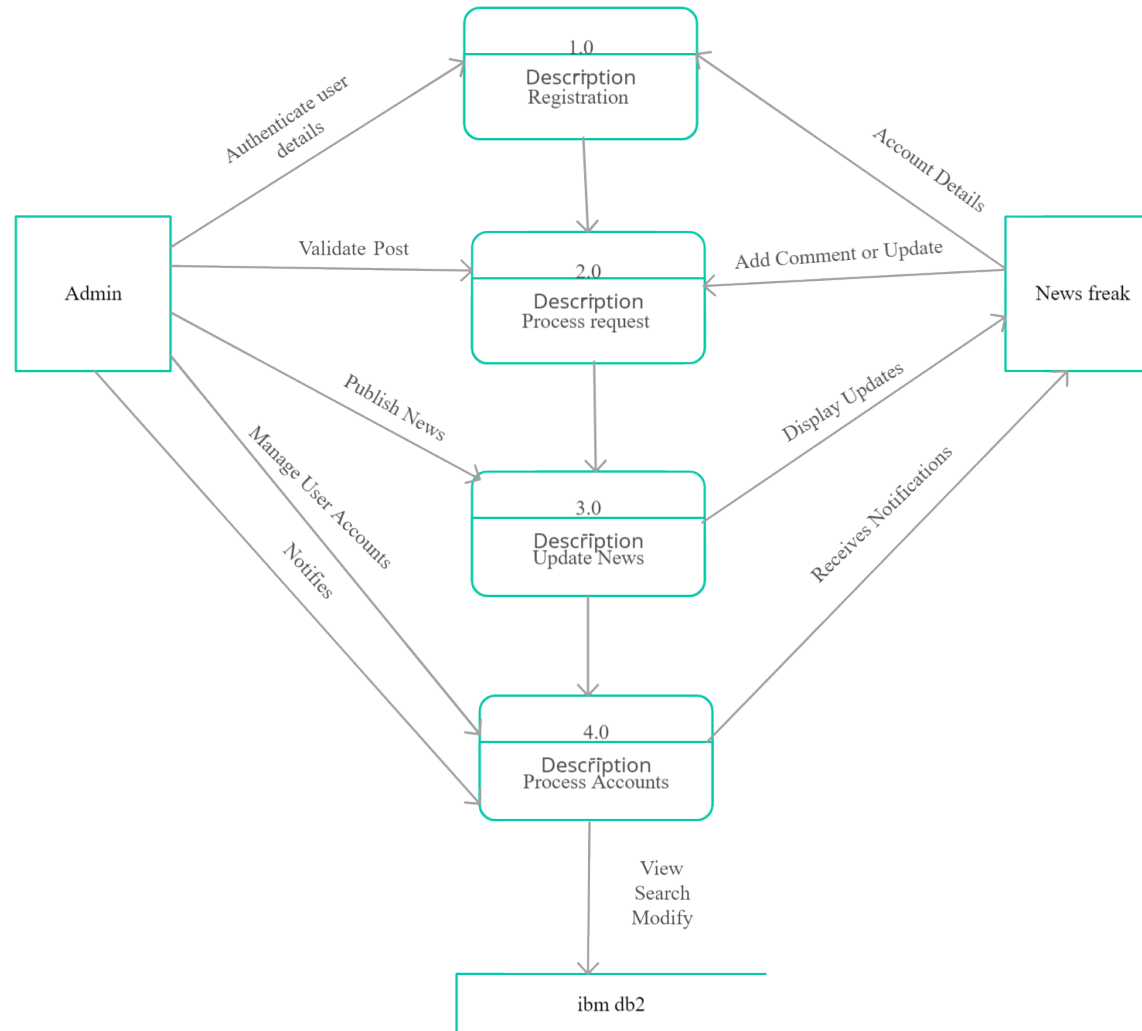 1.0
Description
Registration
Authenticate user
details
Account Details
Validate Post
Add Comment or Update
Admin
News freak
2.0
Description
Process request
Publish News
Display Updates
Manage User Accounts
Notifies
Receives Notifications
3.0
Description
Update News
4.0
Description
Process Accounts
View
Search
Modify
ibm db2